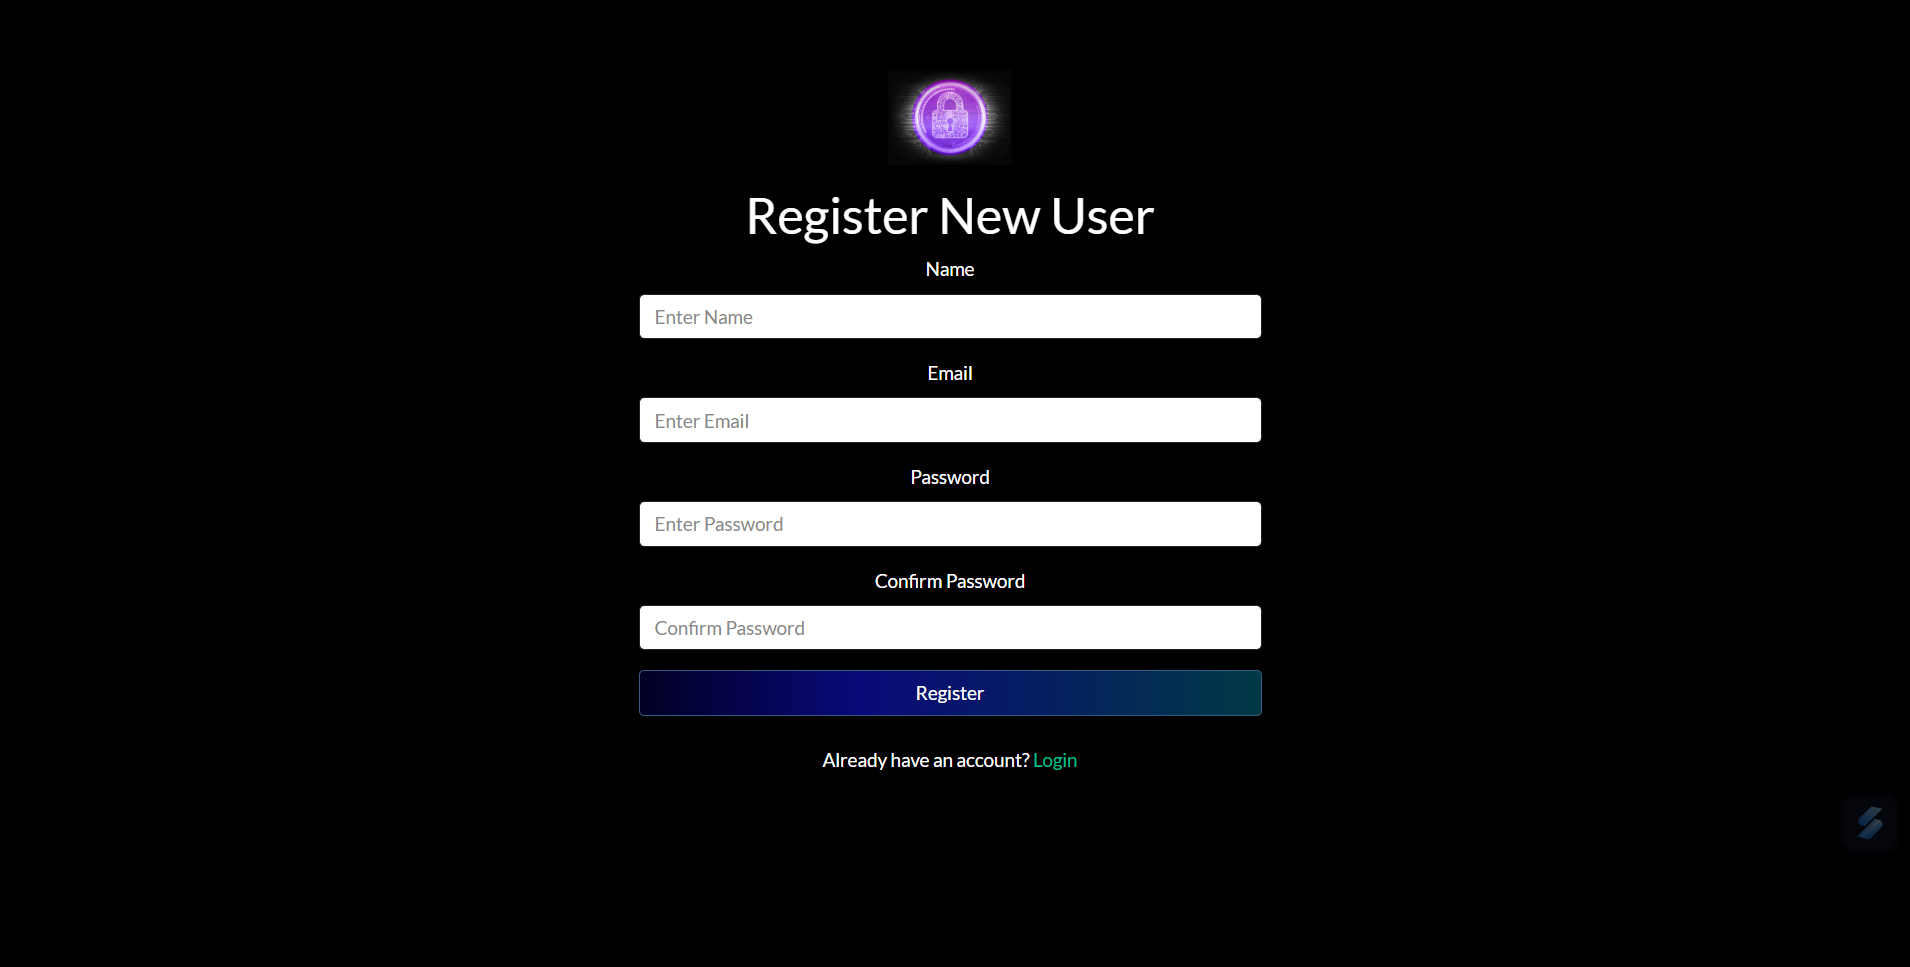 Register New User
Name
Enter Name
Email
Enter Email
Password
Enter Password
Confirm Password
Confirm Password
Register
Already have an account? Login